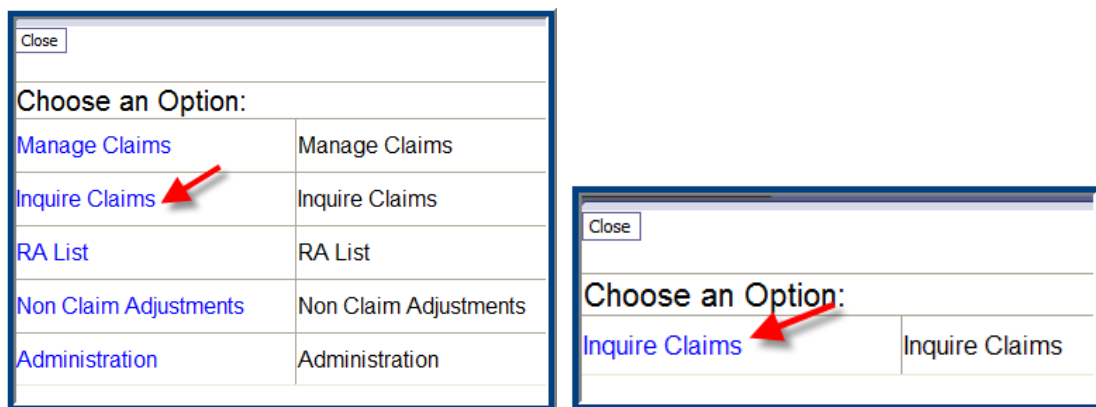 Close
Choose an Option:
Manage Claims Manage Claims
Inquire Claims Inquire Claims
RA List RA List
Non Claim Adjustments Non Claim Adjustments
Administration Administration
Close
Choose an Option:
Inquire Claims Inquire Claims